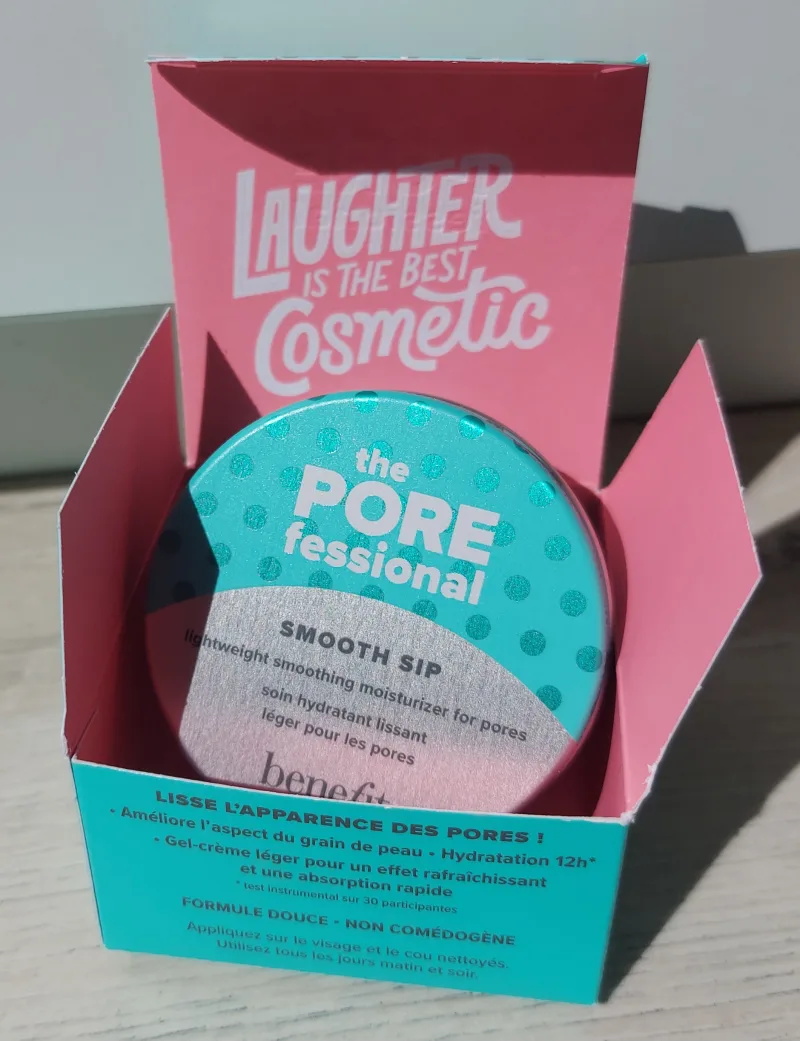 LAUGHTER
IS THE BEST
Cosmetic
the
PORE
fessional
SMOOTH SIP
lightweight smoothing moisturizer for pores
soin hydratant lissant
léger pour les pores
benefit
LISSE L'APPARENCE DES PORES !
• Améliore l'aspect du grain de peau • Hydratation 12h*
• Gel-crème léger pour un effet rafraîchissant
et une absorption rapide
* test instrumental sur 30 participantes
FORMULE DOUCE • NON COMÉDOGÈNE
Appliquez sur le visage et le cou nettoyés.
Utilisez tous les jours matin et soir.